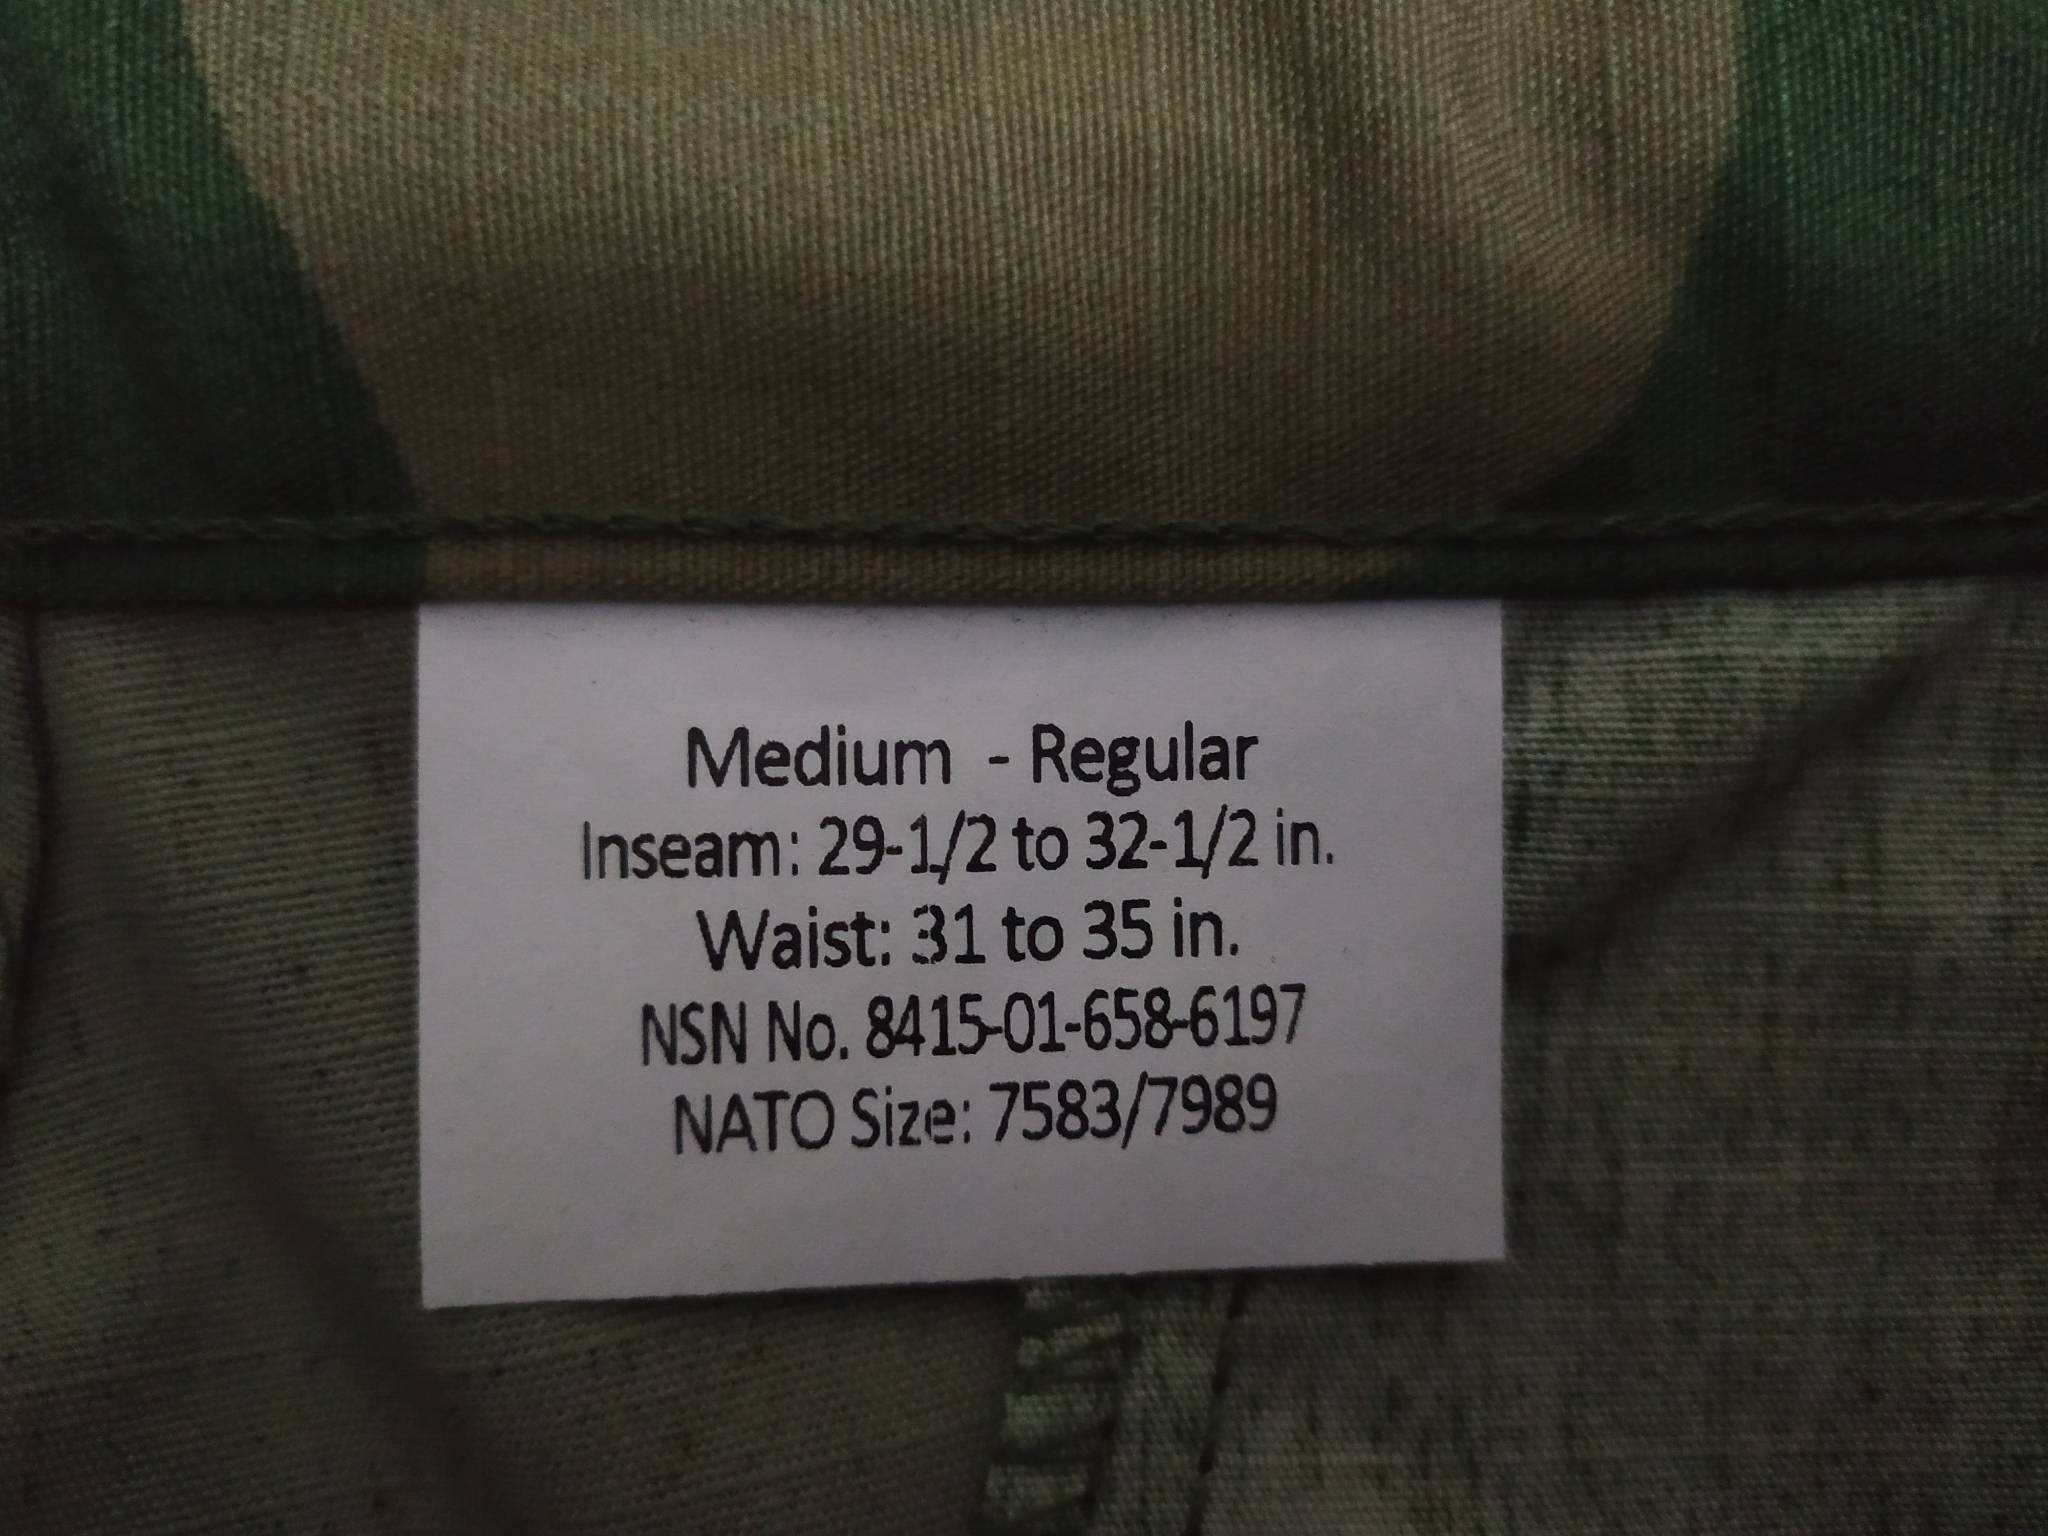 Medium - Regular
Inseam: 29-1/2 to 32-1/2 in.
Waist: 31 to 35 in.
NSN No. 8415-01-658-6197
NATO Size: 7583/7989